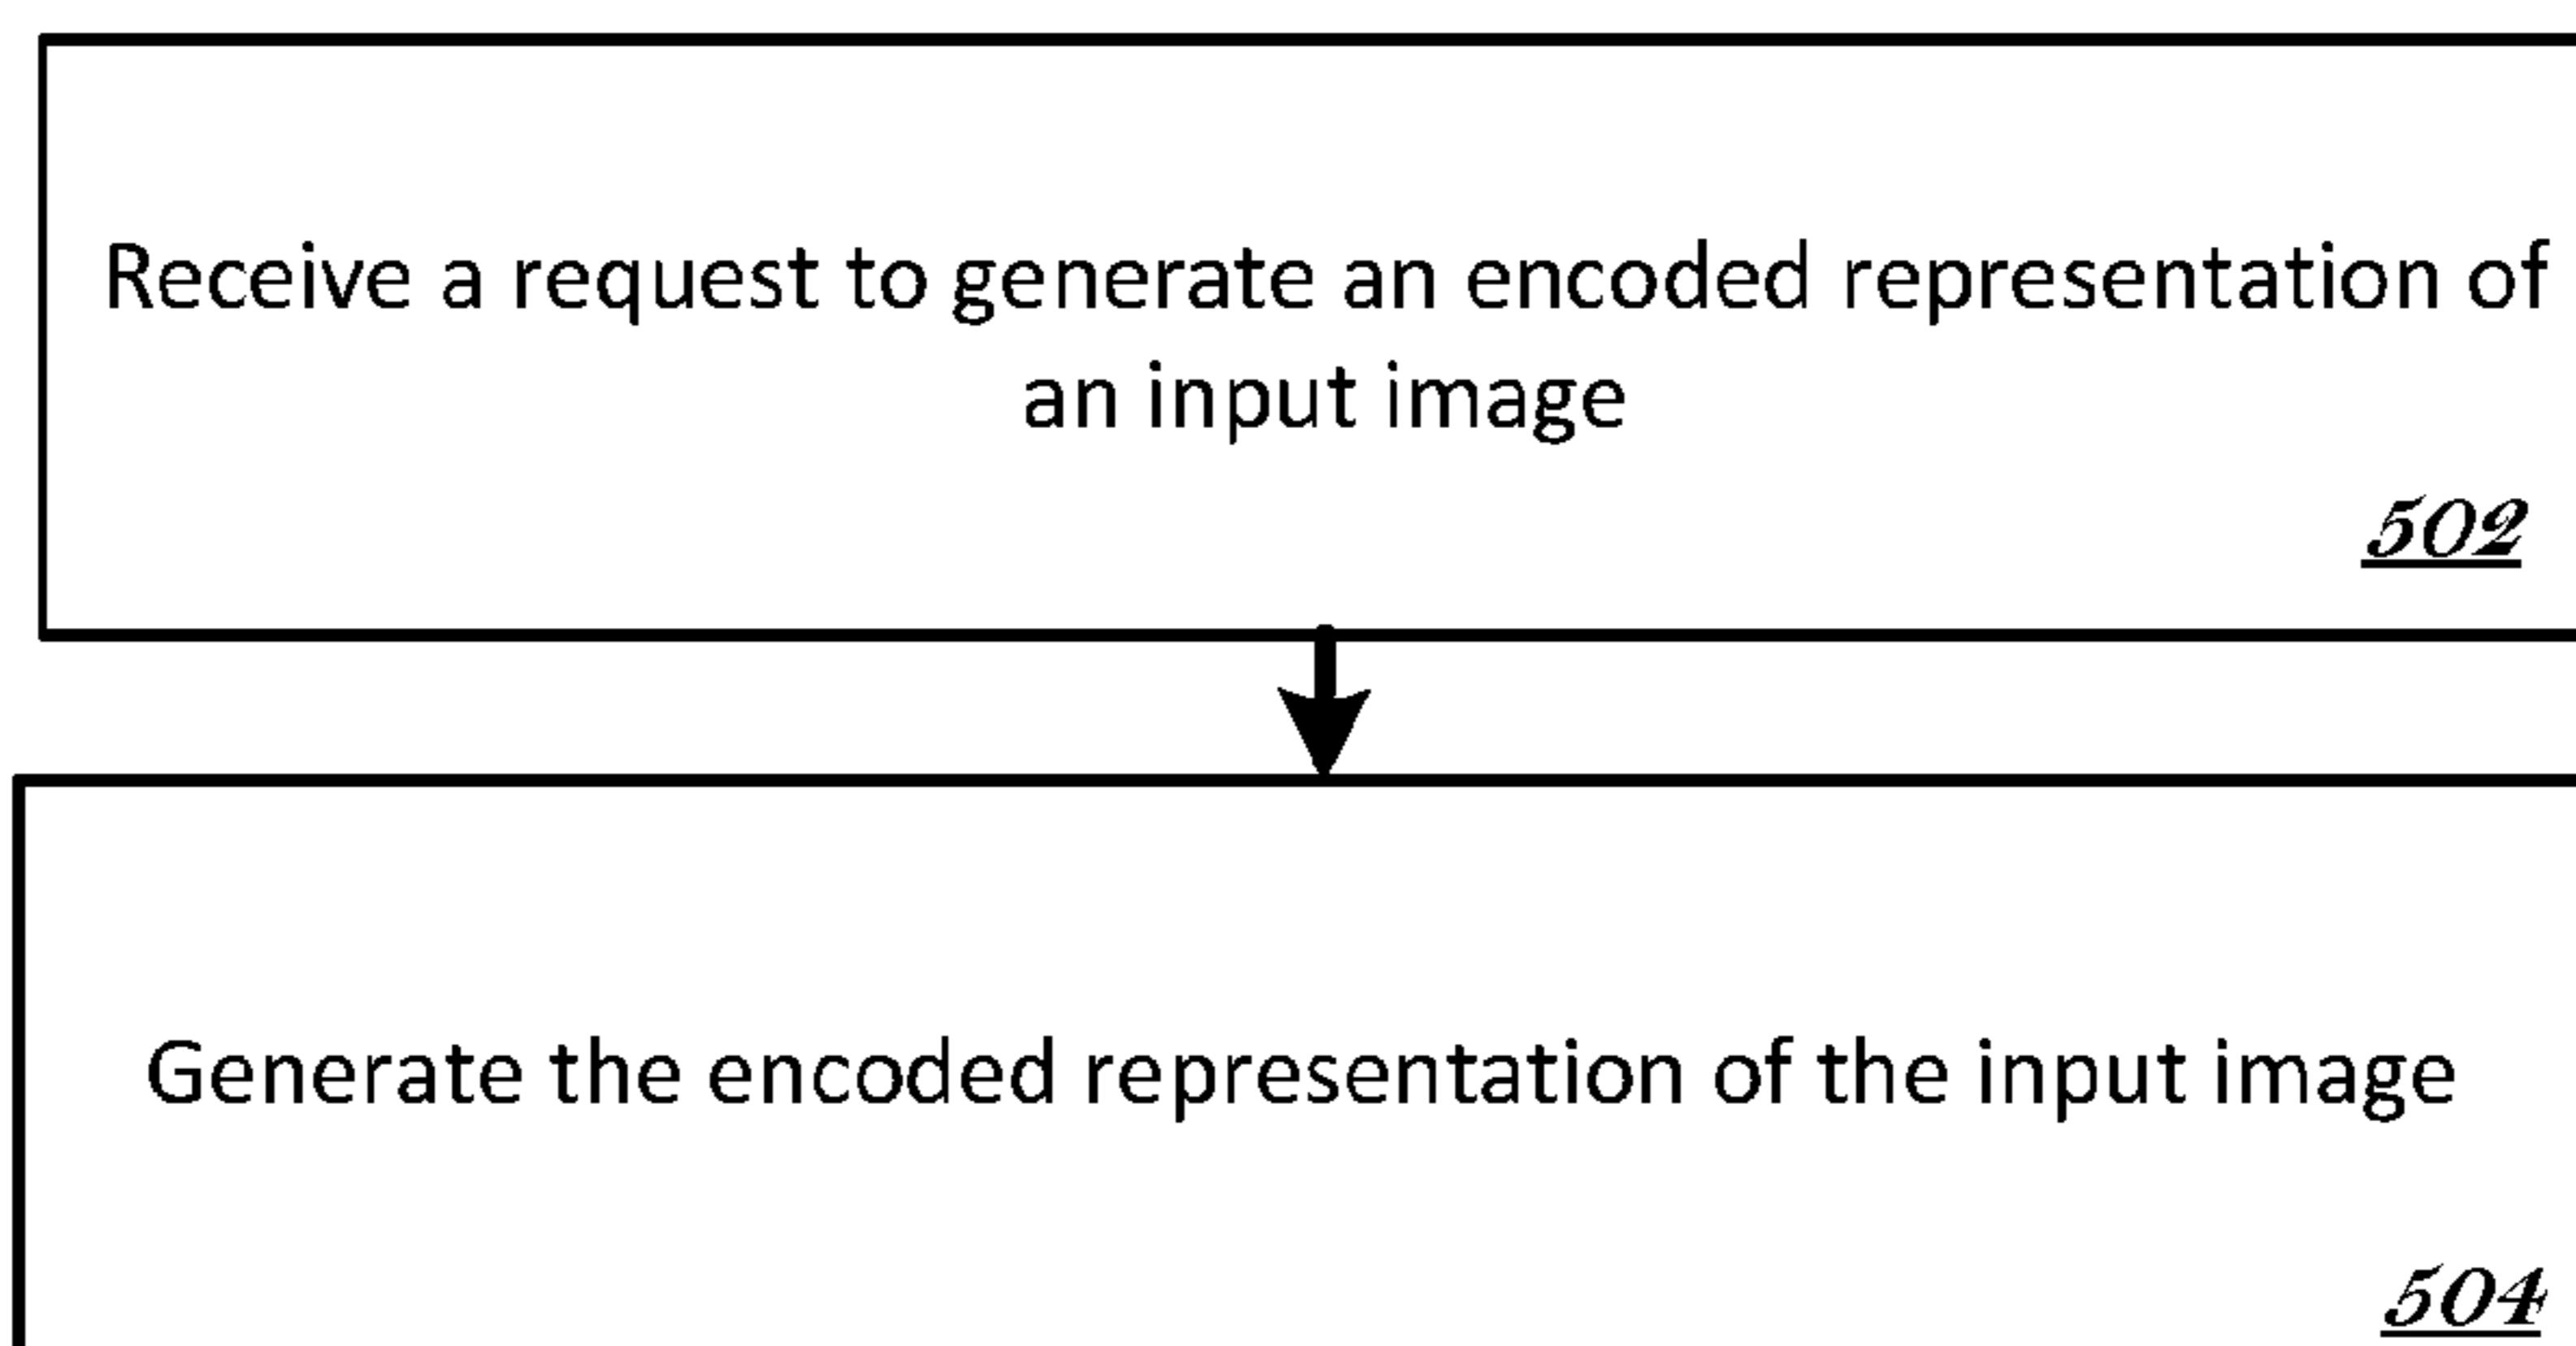 Receive a request to generate an encoded representation of
an input image
502
Generate the encoded representation of the input image
504